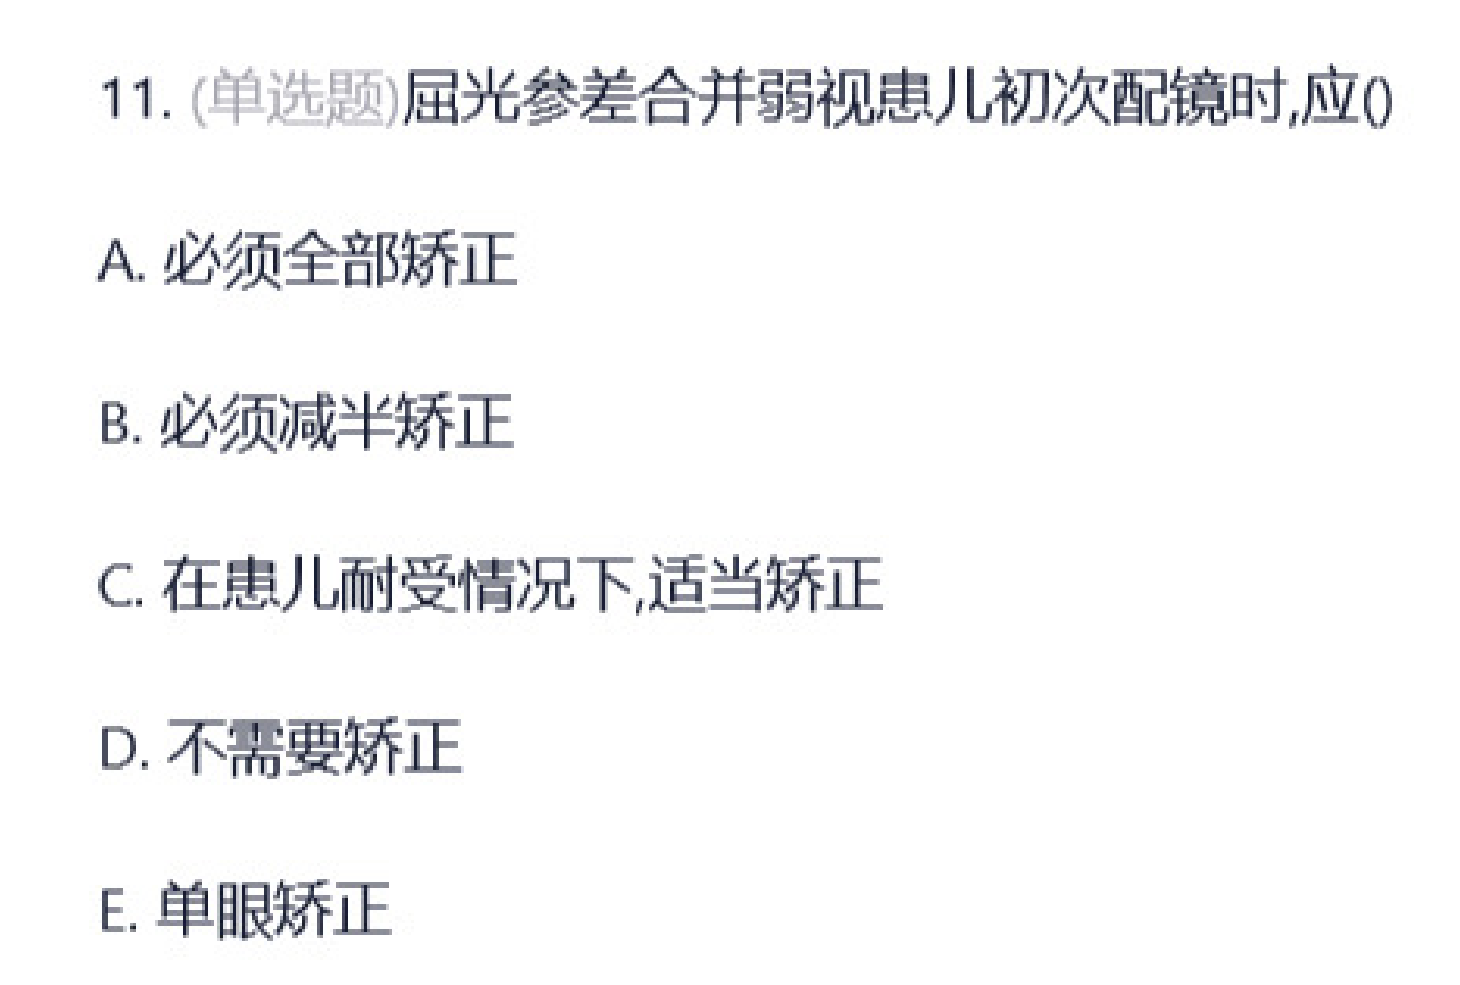 11. (单选题)屈光参差合并弱视患儿初次配镜时,应()
A. 必须全部矫正
B. 必须减半矫正
C. 在患儿耐受情况下,适当矫正
D. 不需要矫正
E. 单眼矫正